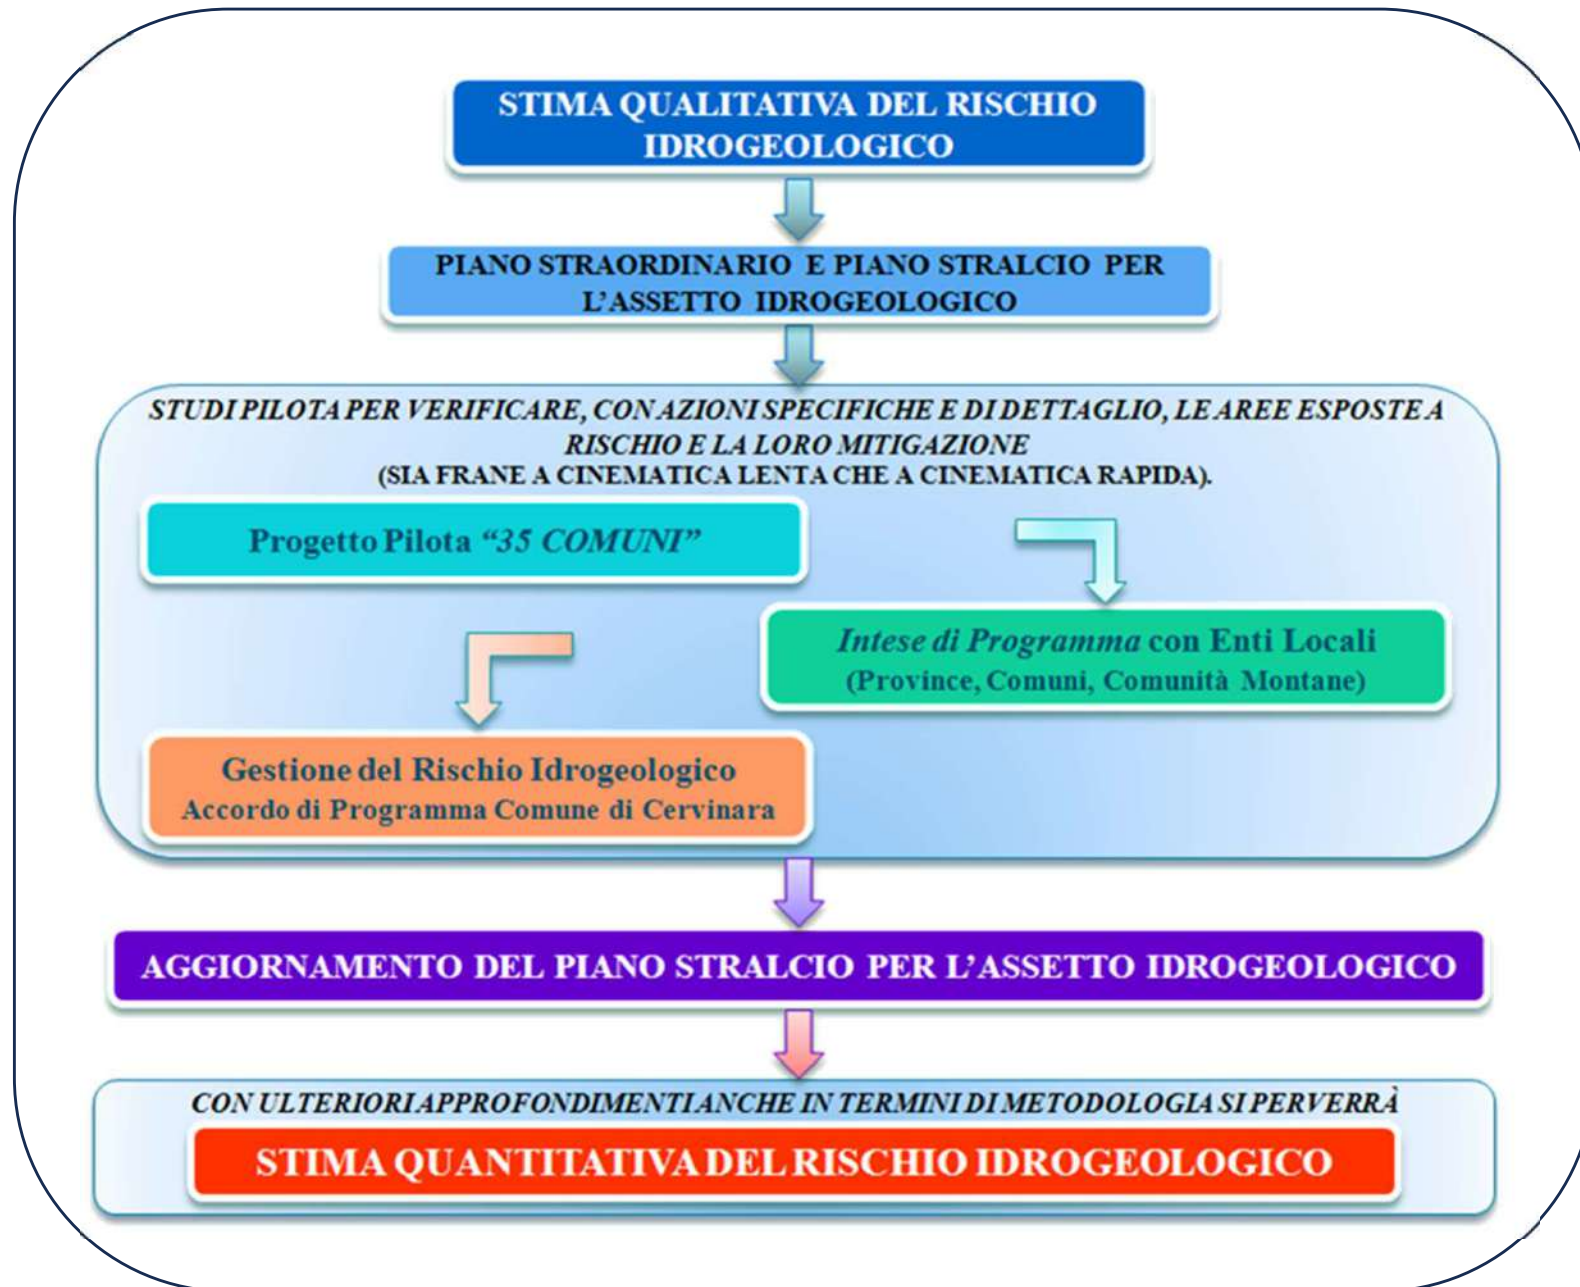 STIMA QUALITATIVA DEL RISCHIO
IDROGEOLOGICO
PIANO STRAORDINARIO E PIANO STRALCIO PER
L’ASSETTO IDROGEOLOGICO
STUDI PILOTA PER VERIFICARE, CON AZIONI SPECIFICHE E DI DETTAGLIO, LE AREE ESPOSTE A
RISCHIO E LA LORO MITIGAZIONE
(SIA FRANE A CINEMATICA LENTA CHE A CINEMATICA RAPIDA).
Progetto Pilota “35 COMUNI”
Intese di Programma con Enti Locali
(Province, Comuni, Comunità Montane)
Gestione del Rischio Idrogeologico
Accordo di Programma Comune di Cervinara
AGGIORNAMENTO DEL PIANO STRALCIO PER L’ASSETTO IDROGEOLOGICO
CON ULTERIORI APPROFONDIMENTI ANCHE IN TERMINI DI METODOLOGIA SI PERVERRÀ
STIMA QUANTITATIVA DEL RISCHIO IDROGEOLOGICO